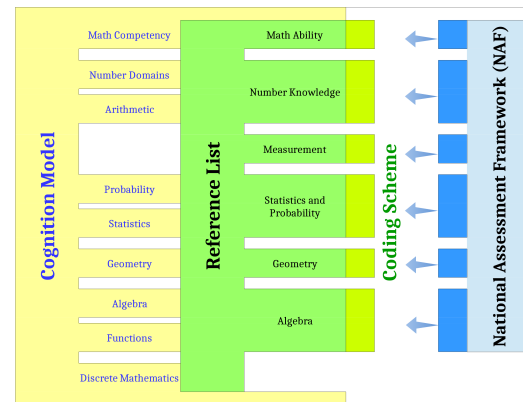 Cognition Model
Math Competency
Number Domains
Arithmetic
Probability
Statistics
Geometry
Algebra
Functions
Discrete Mathematics
Reference List
Math Ability
Number Knowledge
Measurement
Statistics and
Probability
Geometry
Algebra
Coding Scheme
National Assessment Framework (NAF)